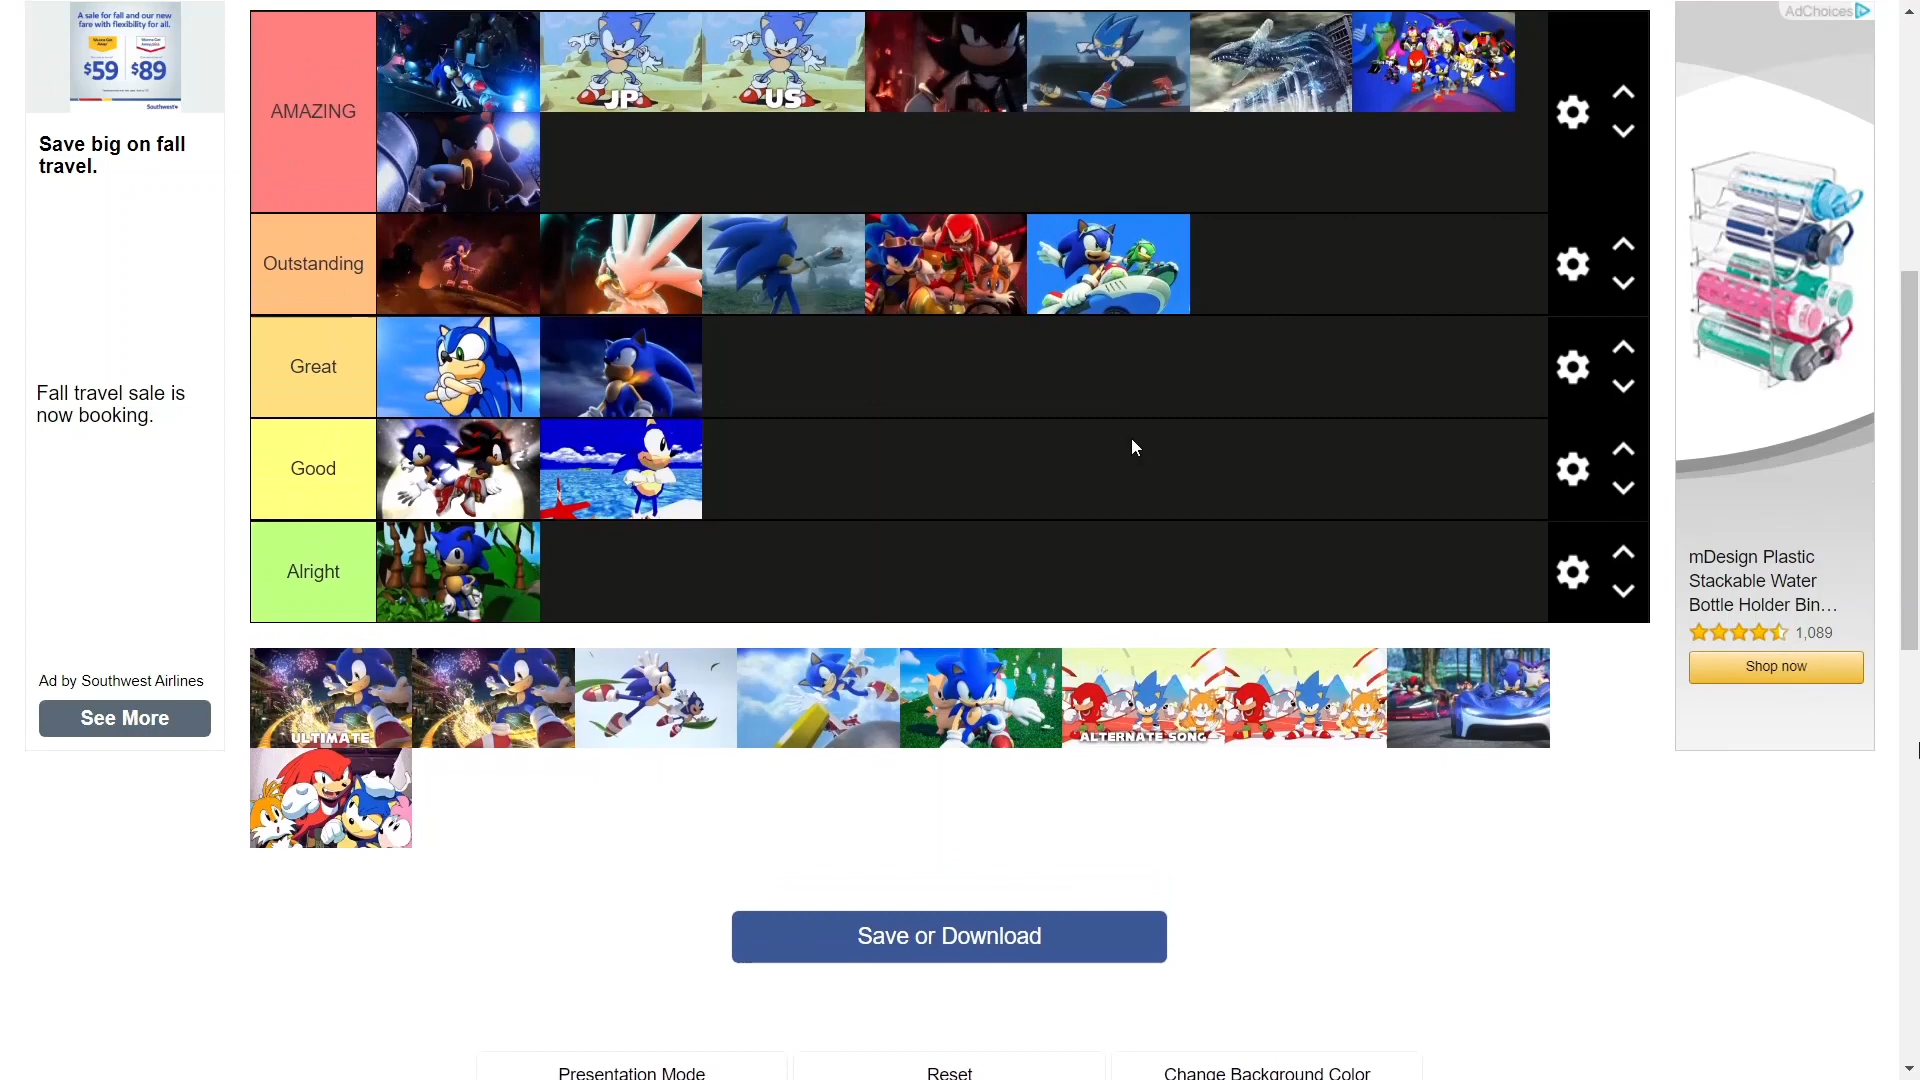 A sale for fall and our new
fare with flexibility for all.
$59 $89
Southwest
Save big on fall
travel.
Fall travel sale is
now booking.
Ad by Southwest Airlines
See More
AMAZING
JP
US
Outstanding
Great
Good
Alright
ULTIMATE
ALTERNATE SONG
Save or Download
Presentation Mode
Reset
Change Background Color
AdChoices
mDesign Plastic
Stackable Water
Bottle Holder Bin…
1,089
Shop now